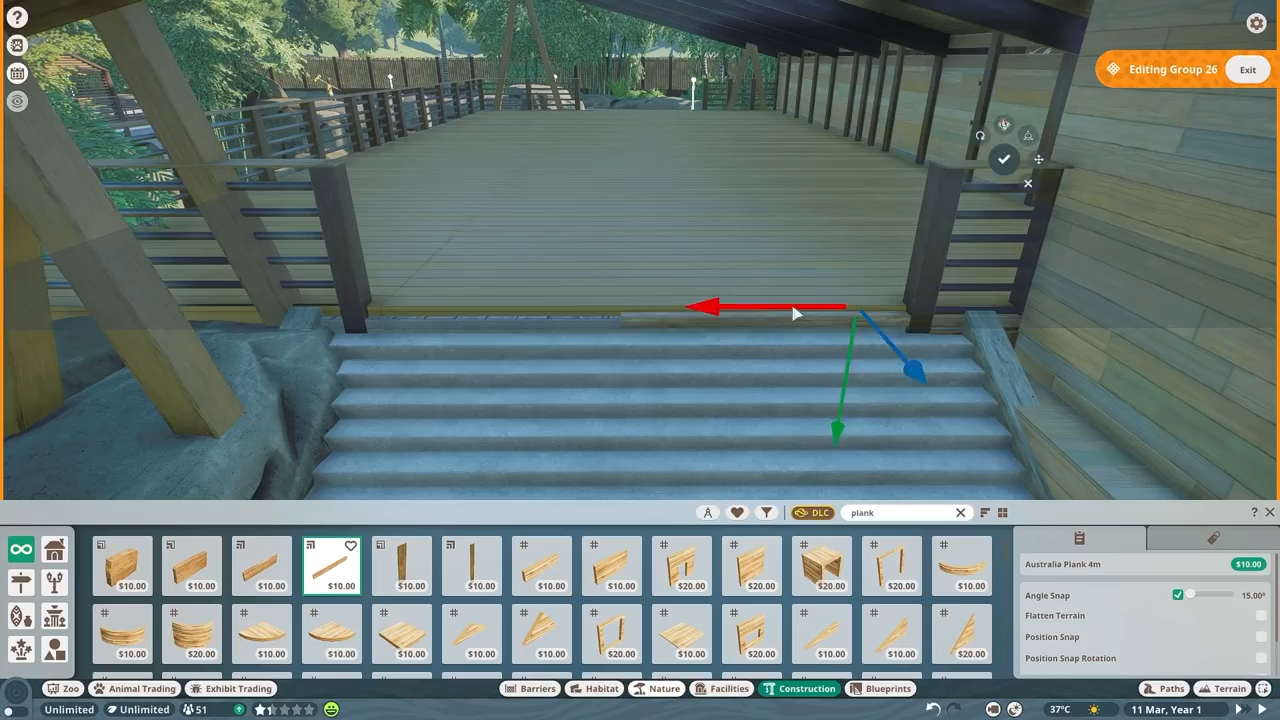 ?
Editing Group 26
Exit
DLC
plank
?
$10.00
$10.00
$10.00
$10.00
$10.00
$10.00
$10.00
$10.00
$20.00
$10.00
$20.00
$20.00
$10.00
$10.00
$20.00
$10.00
$10.00
$10.00
$10.00
$10.00
$20.00
$10.00
$20.00
$10.00
$10.00
$20.00
Australia Plank 4m
$10.00
Angle Snap
15.00°
Flatten Terrain
Position Snap
Position Snap Rotation
Zoo
Animal Trading
Exhibit Trading
Barriers
Habitat
Nature
Facilities
Construction
Blueprints
Paths
Terrain
Unlimited
Unlimited
51
37°C
11 Mar, Year 1